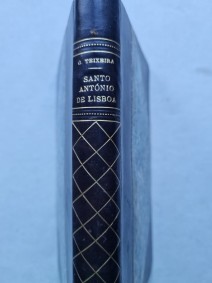 G. TEIXEIRA
SANTO
ANTÓNIO
DE LISBOA